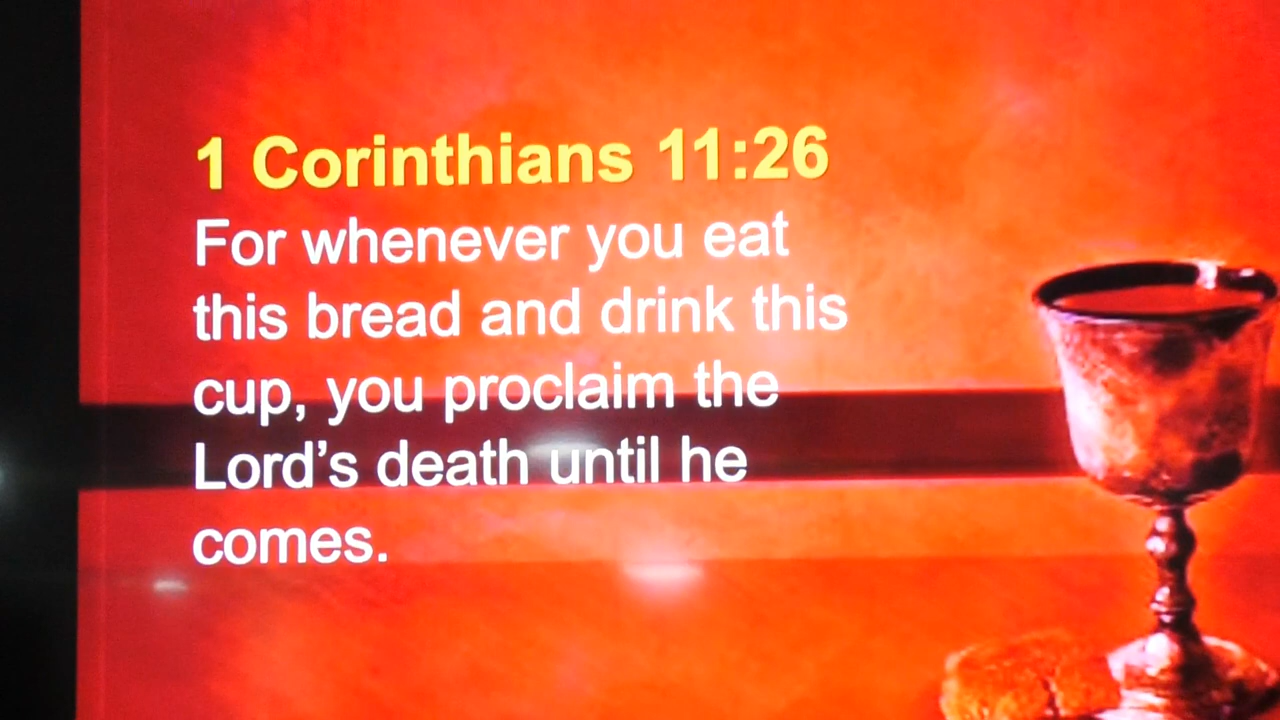 1 Corinthians 11:26
For whenever you eat
this bread and drink this
cup, you proclaim the
Lord’s death until he
comes.